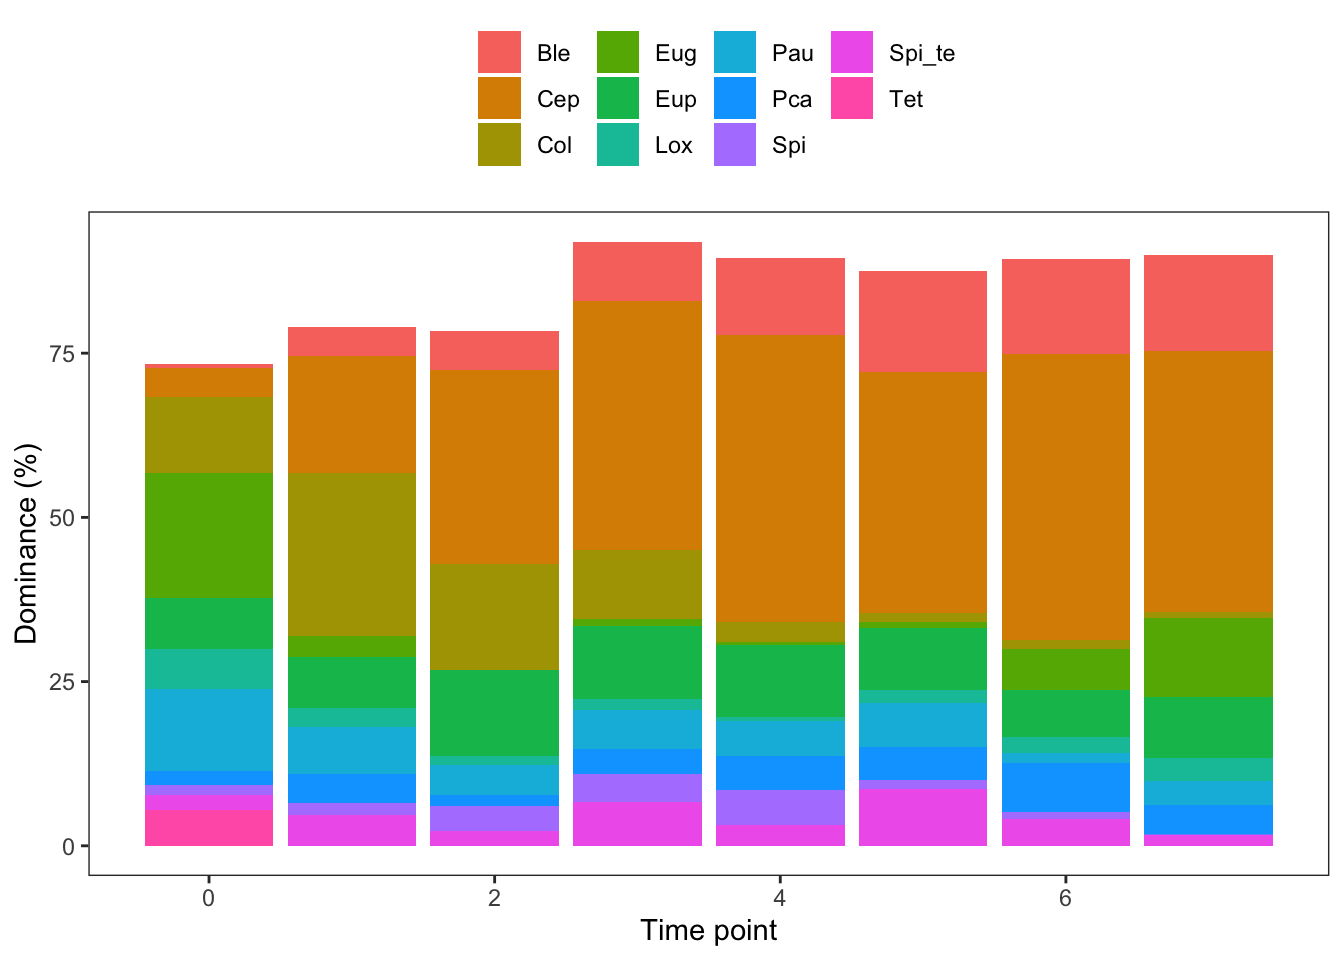 Ble Eug Pau Spi_te
Cep Eup Pca Tet
Col Lox Spi
Dominance (%)
75
50
25
0
0 2 4 6
Time point